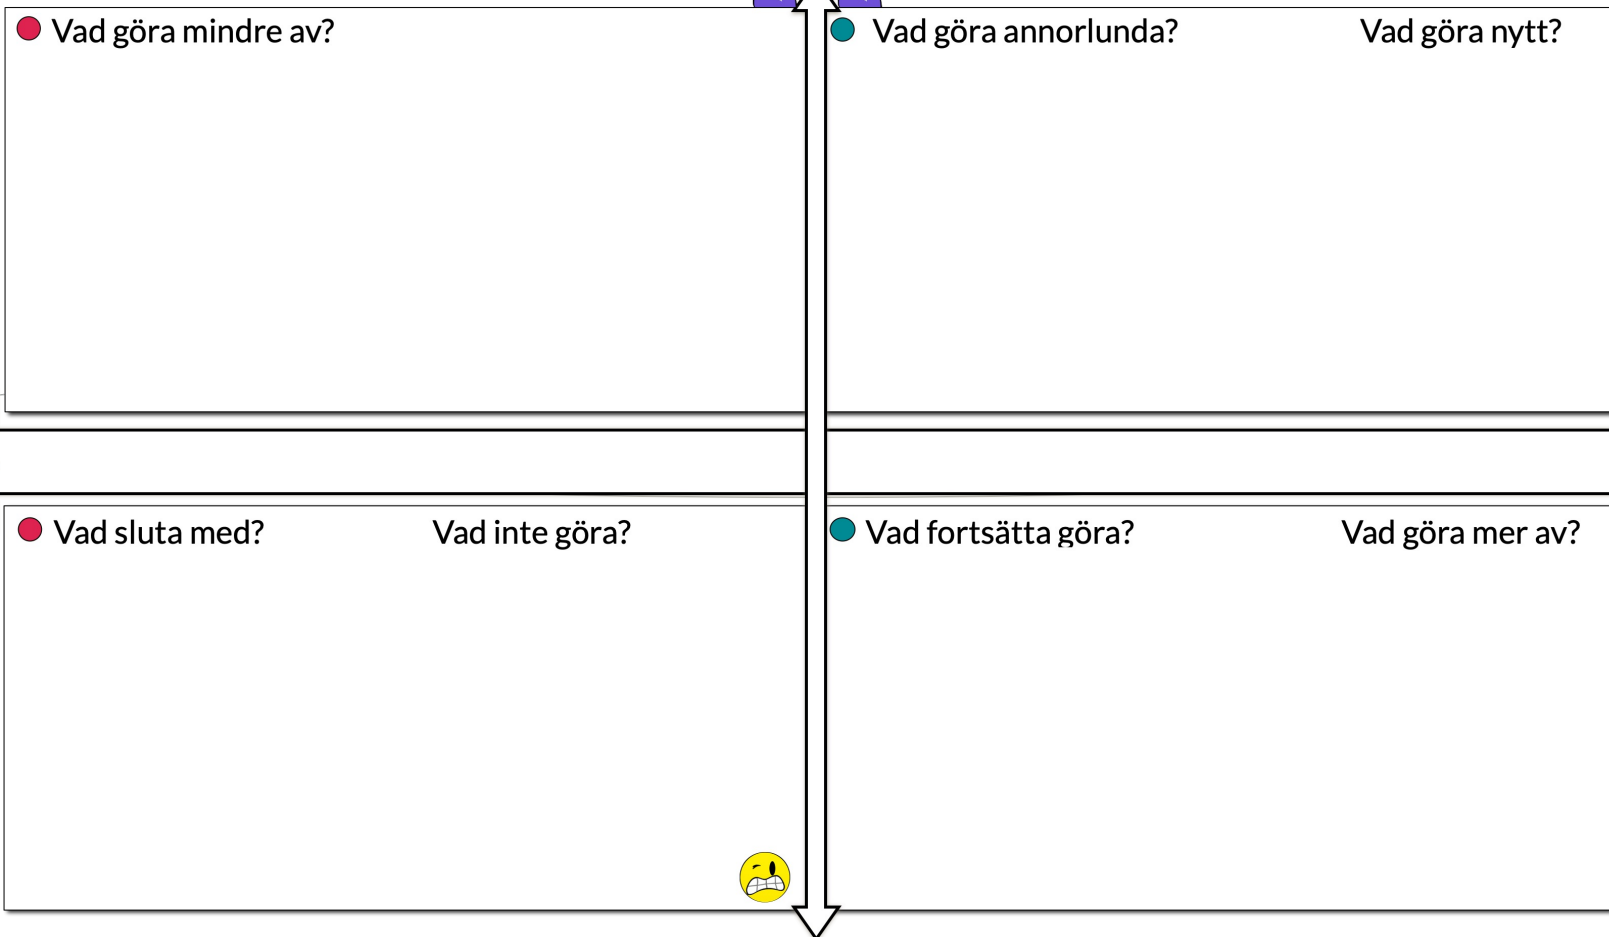 Vad göra mindre av?
Vad göra annorlunda?
Vad göra nytt?
Vad sluta med?
Vad inte göra?
Vad fortsätta göra?
Vad göra mer av?